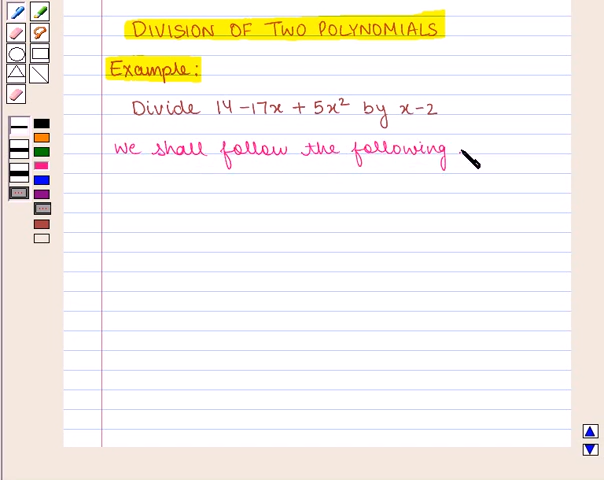 DIVISION OF TWO POLYNOMIALS
Example:
Divide 14-17x + 5x² by x-2
We shall follow the following